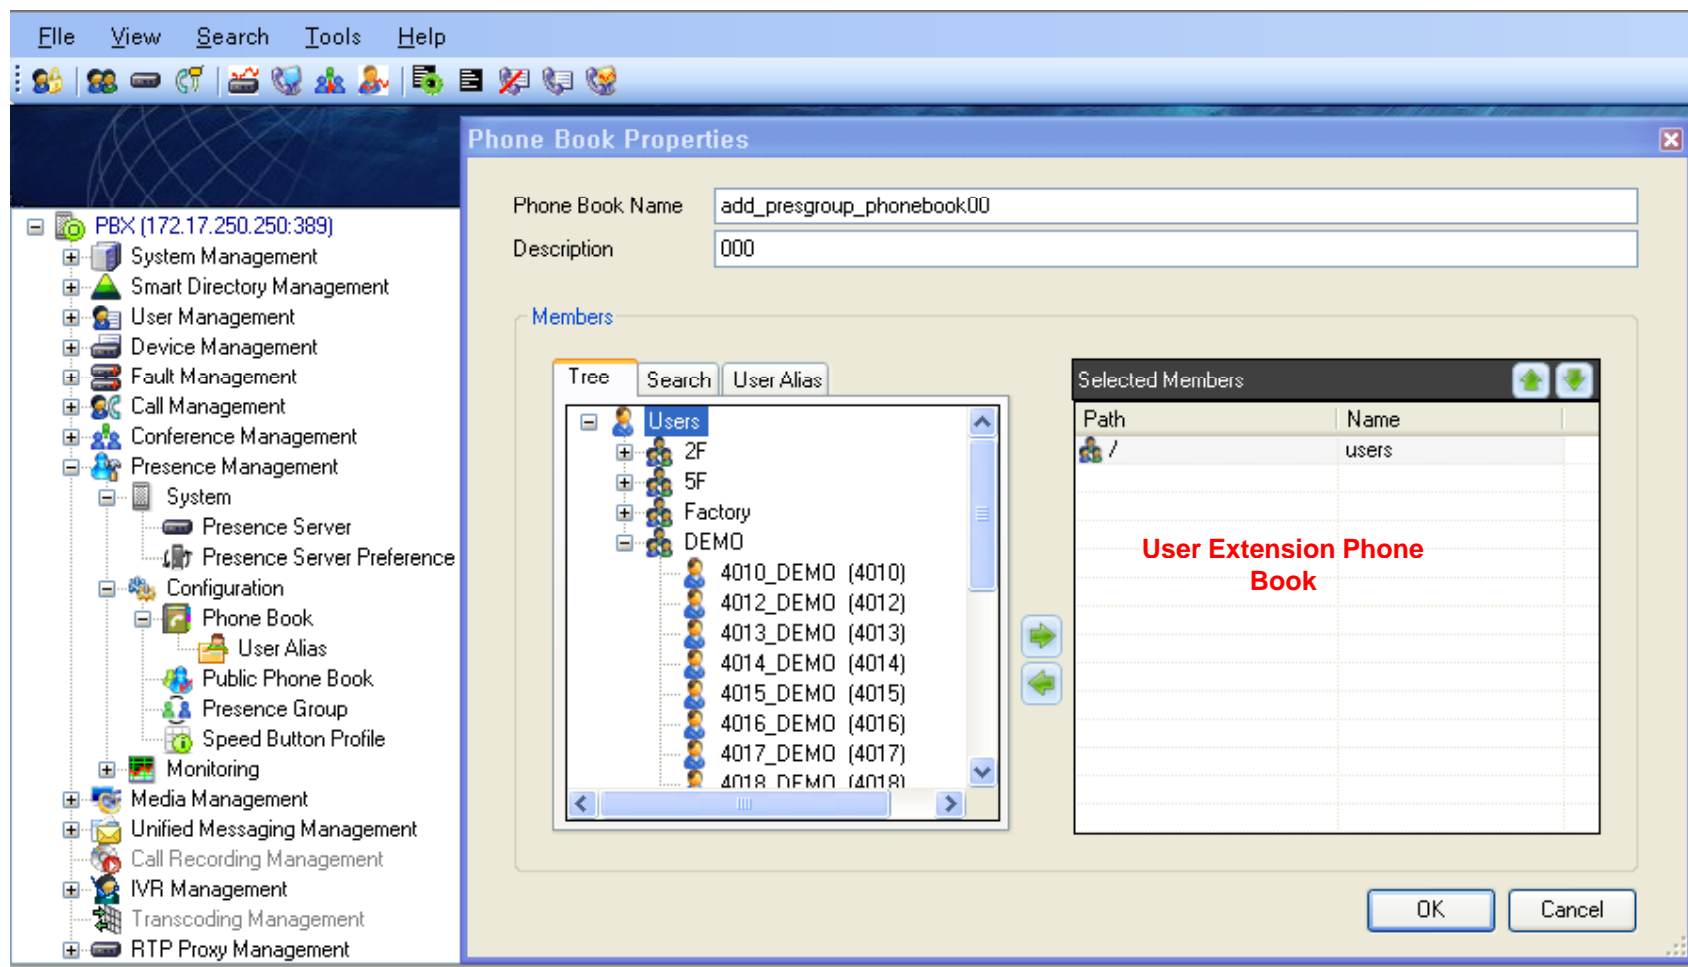 FIle View Search Tools Help
Phone Book Properties
PBX (172.17.250.250:389)
System Management
Smart Directory Management
User Management
Device Management
Fault Management
Call Management
Conference Management
Presence Management
System
Presence Server
Presence Server Preference
Configuration
Phone Book
User Alias
Public Phone Book
Presence Group
Speed Button Profile
Monitoring
Media Management
Unified Messaging Management
Call Recording Management
IVR Management
Transcoding Management
RTP Proxy Management
Phone Book Name add_presgroup_phonebook00
Description 000
Members
Tree Search User Alias
Users
2F
5F
Factory
DEMO
4010_DEMO (4010)
4012_DEMO (4012)
4013_DEMO (4013)
4014_DEMO (4014)
4015_DEMO (4015)
4016_DEMO (4016)
4017_DEMO (4017)
4018_DEMO (4018)
Selected Members
Path Name
/ users
User Extension Phone
Book
OK Cancel